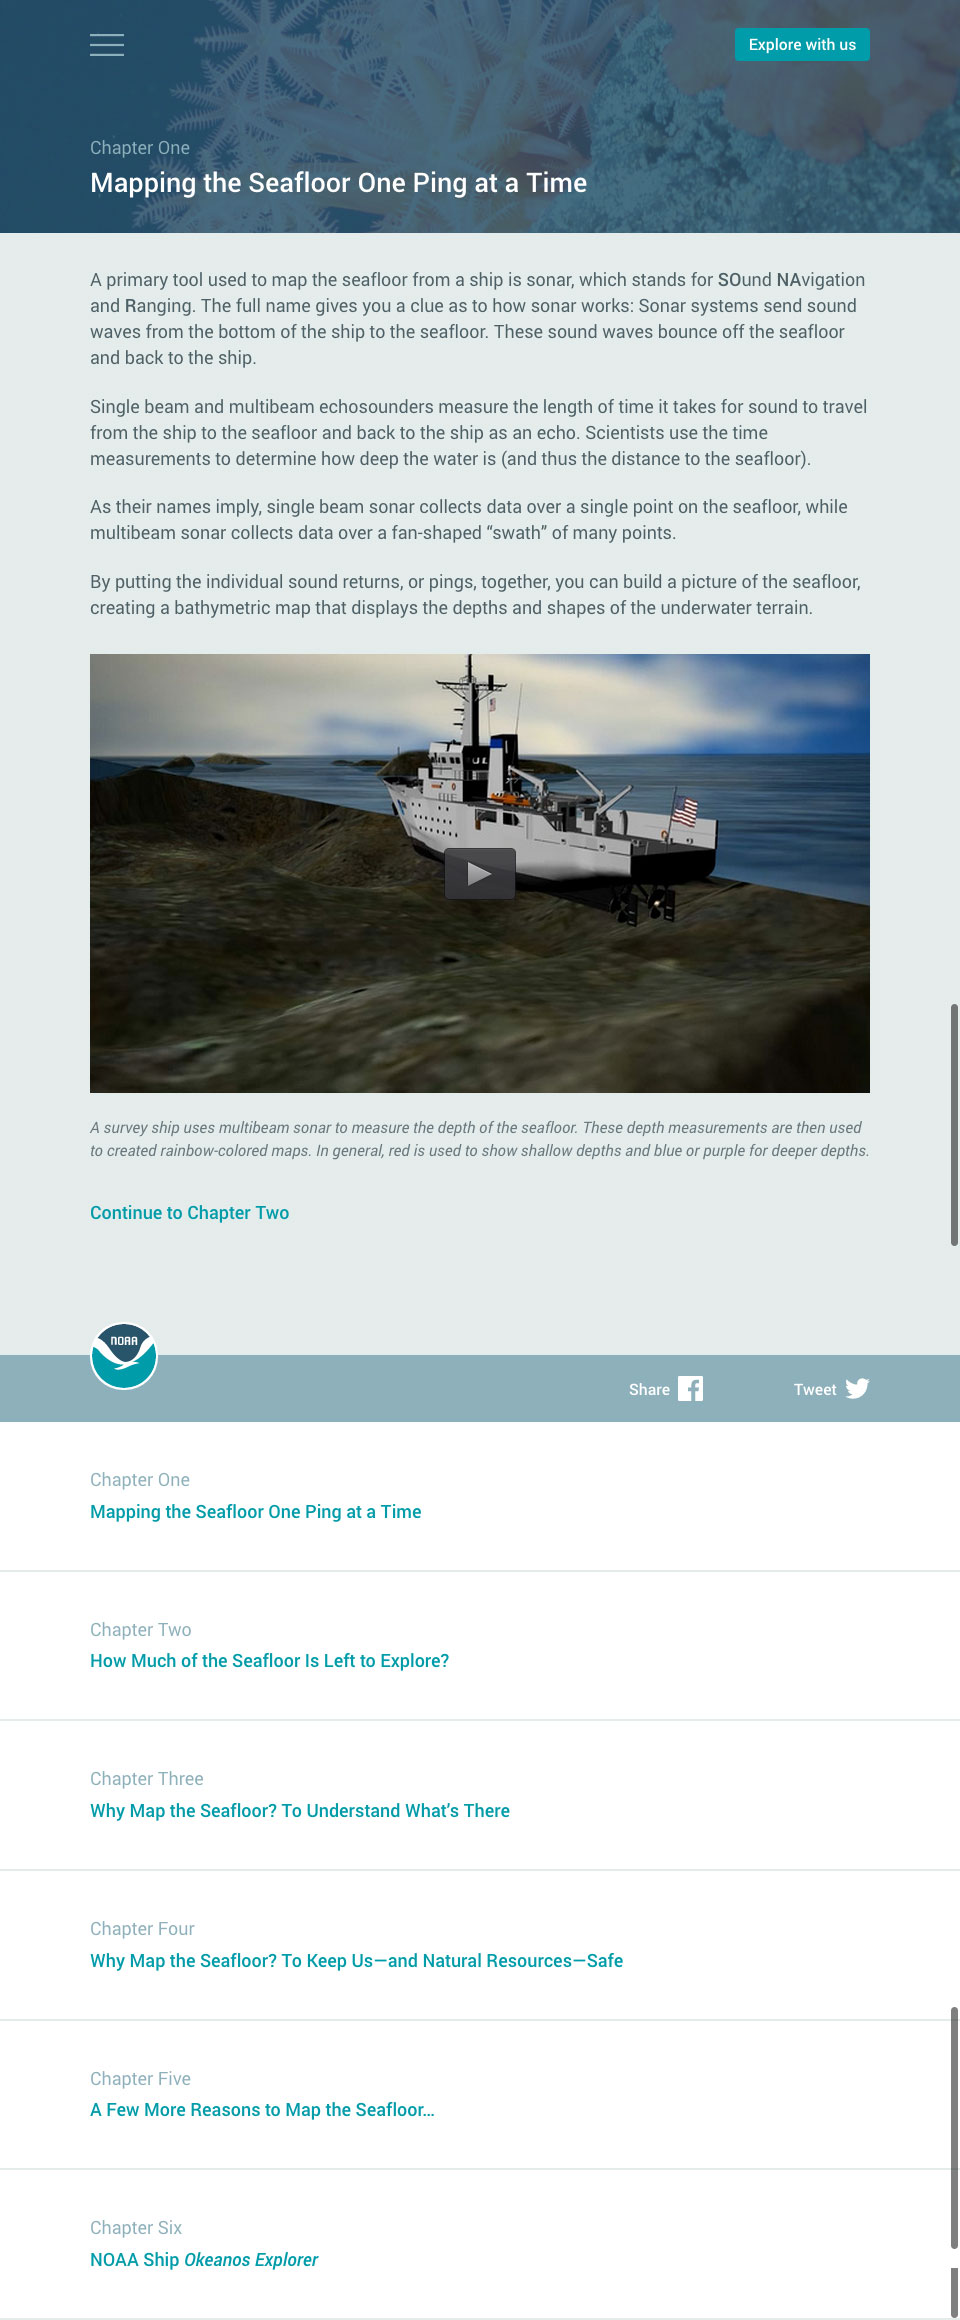 Explore with us
Chapter One
Mapping the Seafloor One Ping at a Time
A primary tool used to map the seafloor from a ship is sonar, which stands for SOund NAvigation
and Ranging. The full name gives you a clue as to how sonar works: Sonar systems send sound
waves from the bottom of the ship to the seafloor. These sound waves bounce off the seafloor
and back to the ship.
Single beam and multibeam echosounders measure the length of time it takes for sound to travel
from the ship to the seafloor and back to the ship as an echo. Scientists use the time
measurements to determine how deep the water is (and thus the distance to the seafloor).
As their names imply, single beam sonar collects data over a single point on the seafloor, while
multibeam sonar collects data over a fan-shaped “swath” of many points.
By putting the individual sound returns, or pings, together, you can build a picture of the seafloor,
creating a bathymetric map that displays the depths and shapes of the underwater terrain.
A survey ship uses multibeam sonar to measure the depth of the seafloor. These depth measurements are then used
to created rainbow-colored maps. In general, red is used to show shallow depths and blue or purple for deeper depths.
Continue to Chapter Two
NOAA
Share
Tweet
Chapter One
Mapping the Seafloor One Ping at a Time
Chapter Two
How Much of the Seafloor Is Left to Explore?
Chapter Three
Why Map the Seafloor? To Understand What’s There
Chapter Four
Why Map the Seafloor? To Keep Us—and Natural Resources—Safe
Chapter Five
A Few More Reasons to Map the Seafloor…
Chapter Six
NOAA Ship Okeanos Explorer